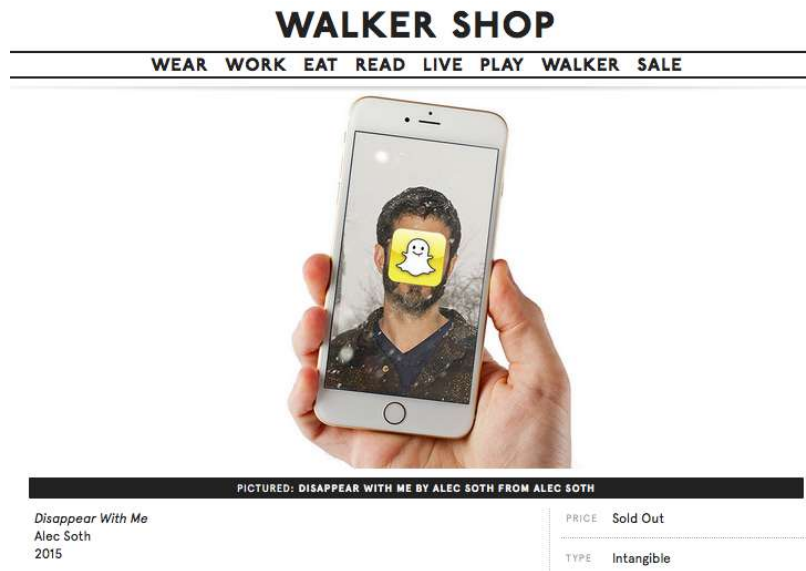 WALKER SHOP
WEAR WORK EAT READ LIVE PLAY WALKER SALE
PICTURED: DISAPPEAR WITH ME BY ALEC SOTH FROM ALEC SOTH
Disappear With Me
Alec Soth
2015
PRICE Sold Out
TYPE Intangible